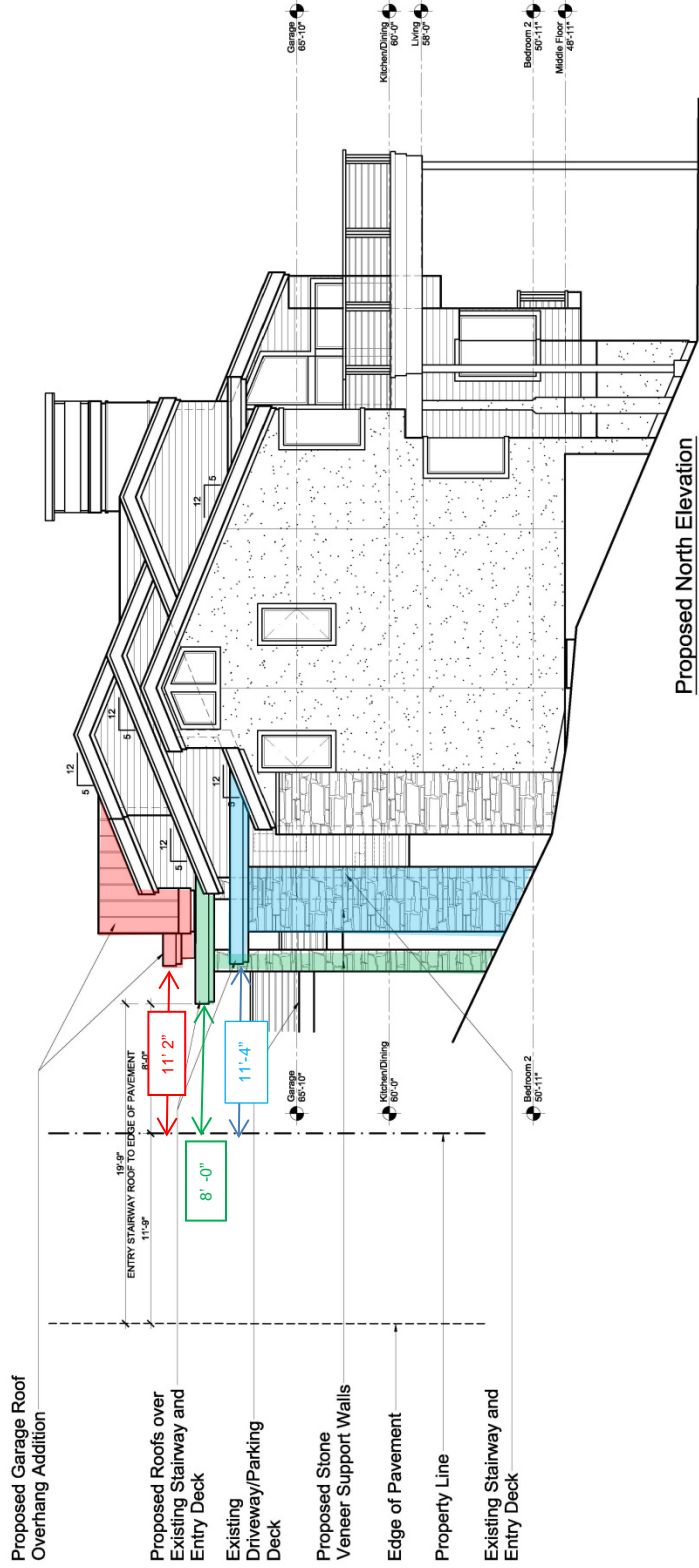 Proposed Garage Roof
Overhang Addition
Proposed Roofs over
Existing Stairway and
Entry Deck
Existing
Driveway/Parking
Deck
Proposed Stone
Veneer Support Walls
Edge of Pavement
Property Line
Existing Stairway and
Entry Deck
19'-9"
ENTRY STAIRWAY ROOF TO EDGE OF PAVEMENT
11'-9"
8'-0"
11' 2"
8' -0"
11'-4"
Garage
65'-10"
Kitchen/Dining
60'-0"
Bedroom 2
50'-11"
12
5
12
5
12
5
12
5
5
Garage
65'-10"
Kitchen/Dining
60'-0"
Living
58'-0"
Bedroom 2
50'-11"
Middle Floor
48'-11"
Proposed North Elevation